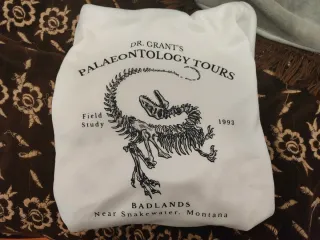 DR. GRANT'S
PALAEONTOLOGY TOURS
Field
Study
1993
BADLANDS
Near Snakewater, Montana